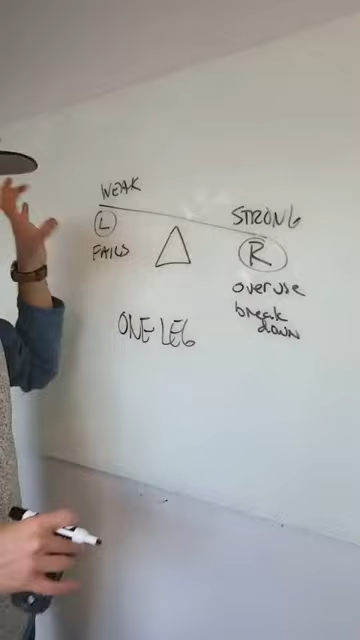 WEAK
L
FAILS
STRONG
R
overuse
break
down
ONE LEG